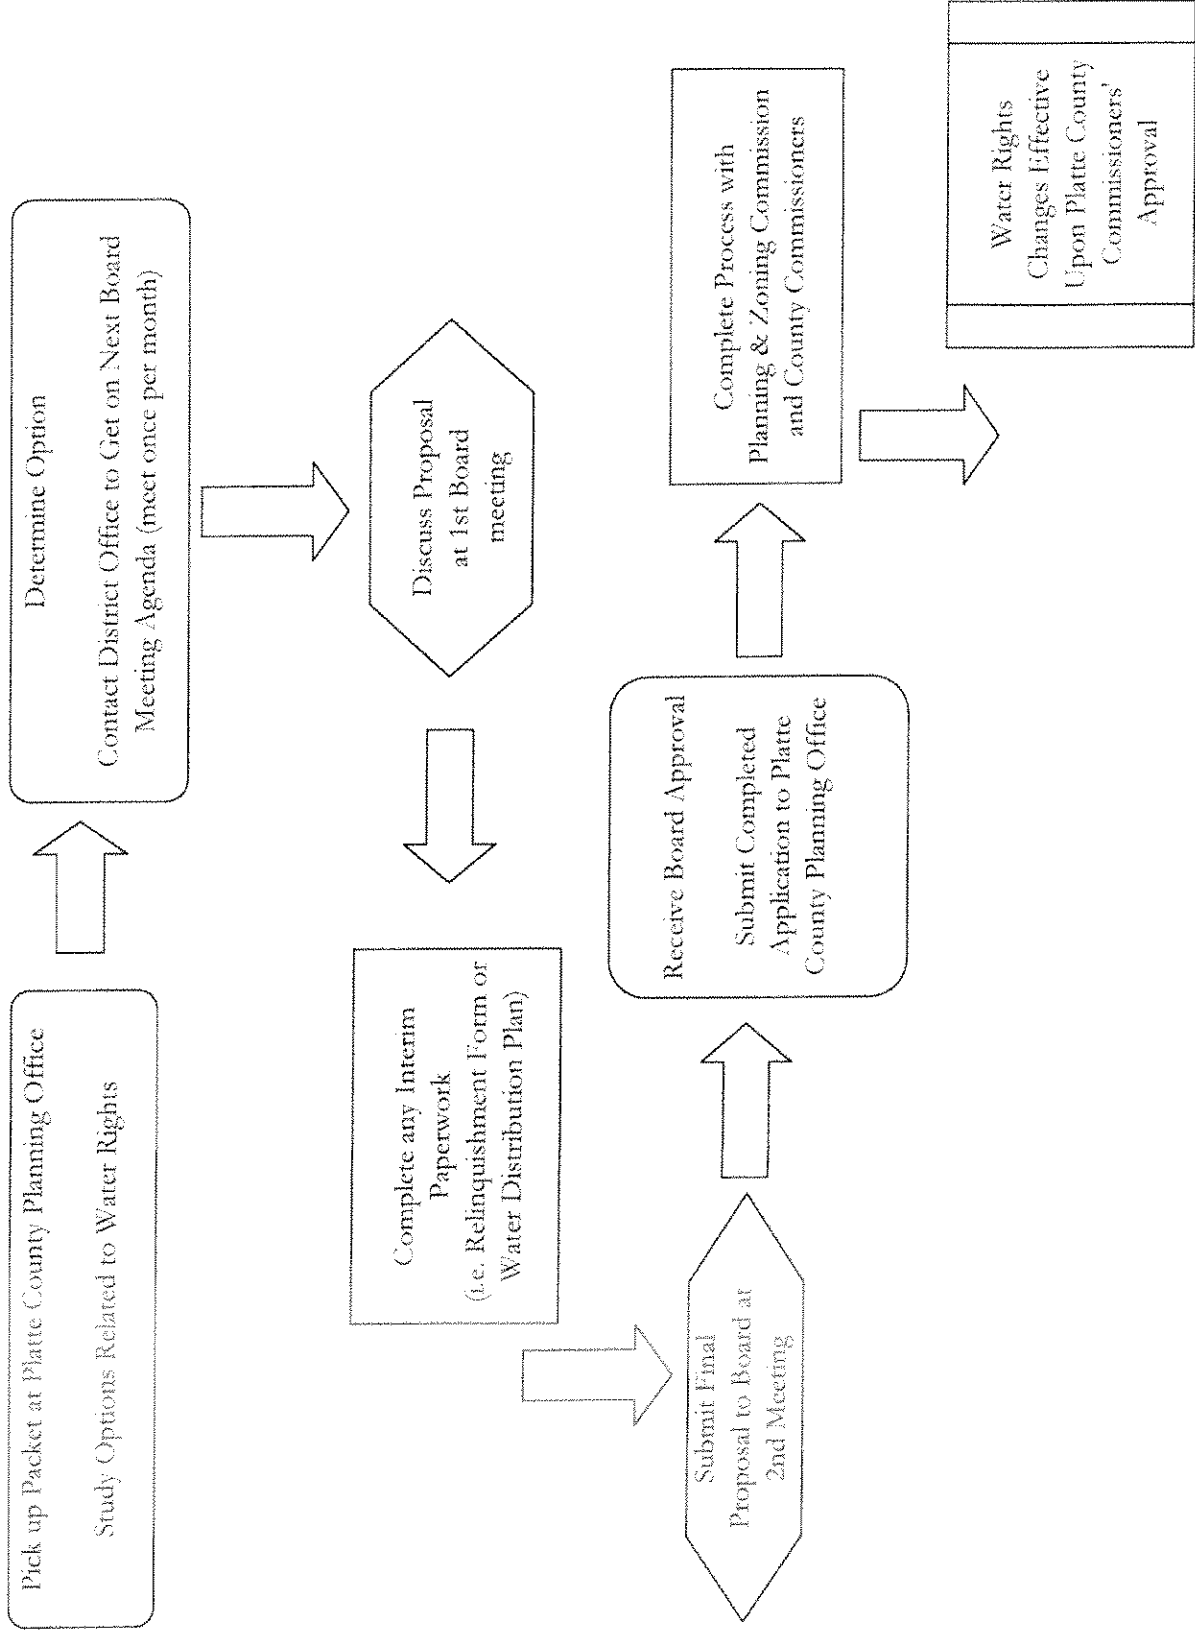 Pick up Packet at Platte County Planning Office
Study Options Related to Water Rights
Determine Option
Contact District Office to Get on Next Board
Meeting Agenda (meet once per month)
Discuss Proposal
at 1st Board
meeting
Complete any Interim
Paperwork
(i.e. Relinquishment Form or
Water Distribution Plan)
Submit Final
Proposal to Board at
2nd Meeting
Receive Board Approval
Submit Completed
Application to Platte
County Planning Office
Complete Process with
Planning & Zoning Commission
and County Commissioners
Water Rights
Changes Effective
Upon Platte County
Commissioners'
Approval